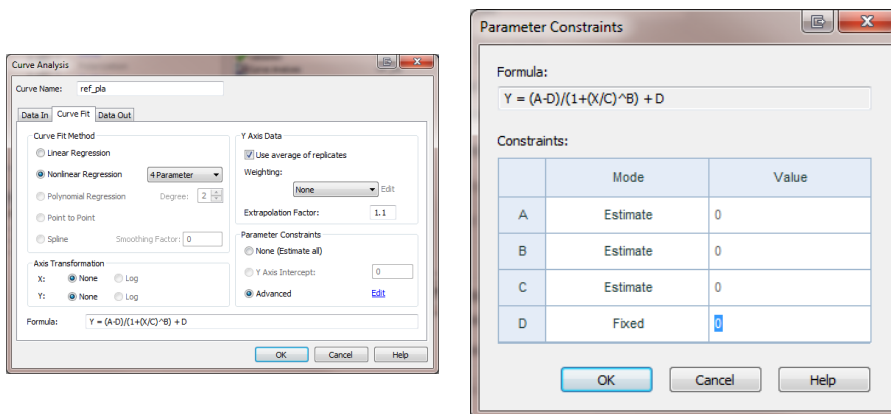 Curve Analysis
Curve Name: ref_pla
Data In Curve Fit Data Out
Curve Fit Method
Linear Regression
Nonlinear Regression 4 Parameter
Polynomial Regression Degree: 2
Point to Point
Spline Smoothing Factor: 0
Axis Transformation
X: None Log
Y: None Log
Y Axis Data
Use average of replicates
Weighting:
None Edit
Extrapolation Factor: 1.1
Parameter Constraints
None (Estimate all)
Y Axis Intercept: 0
Advanced Edit
Formula: Y = (A-D)/(1+(X/C)^B) + D
OK Cancel Help
Parameter Constraints
Formula:
Y = (A-D)/(1+(X/C)^B) + D
Constraints:
Mode Value
A Estimate 0
B Estimate 0
C Estimate 0
D Fixed 0
OK Cancel Help